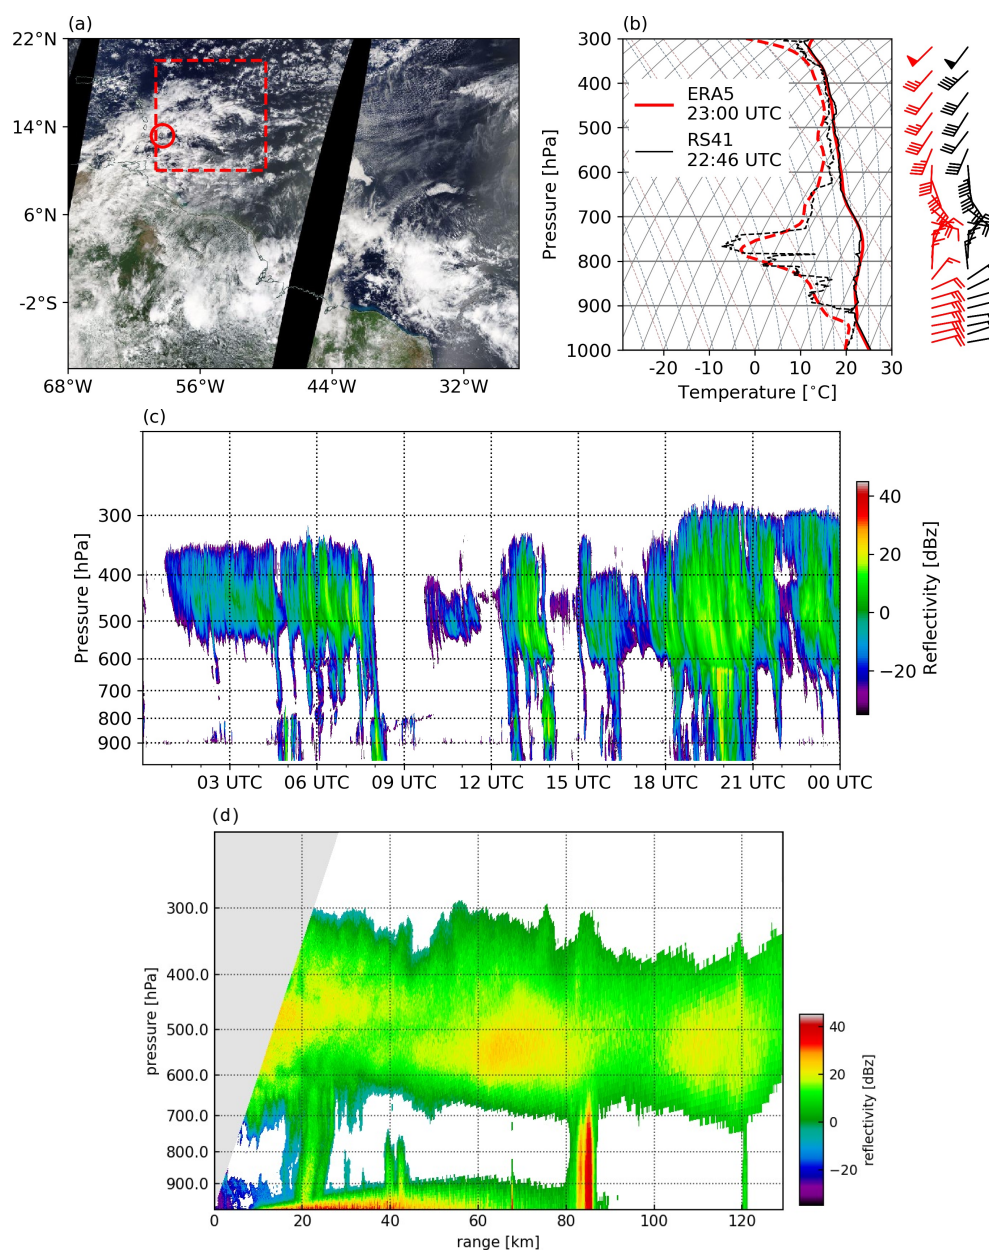 (a)
22°N
14°N
6°N
-2°S
68°W
56°W
44°W
32°W
(b)
Pressure [hPa]
300
400
500
600
700
800
900
1000
ERA5
23:00 UTC
RS41
22:46 UTC
-20
-10
0
10
20
30
Temperature [°C]
(c)
Pressure [hPa]
300
400
500
600
700
800
900
03 UTC
06 UTC
09 UTC
12 UTC
15 UTC
18 UTC
21 UTC
00 UTC
40
20
0
−20
Reflectivity [dBz]
(d)
pressure [hPa]
300.0
400.0
500.0
600.0
700.0
800.0
900.0
0
20
40
60
80
100
120
range [km]
40
20
0
−20
reflectivity [dBz]